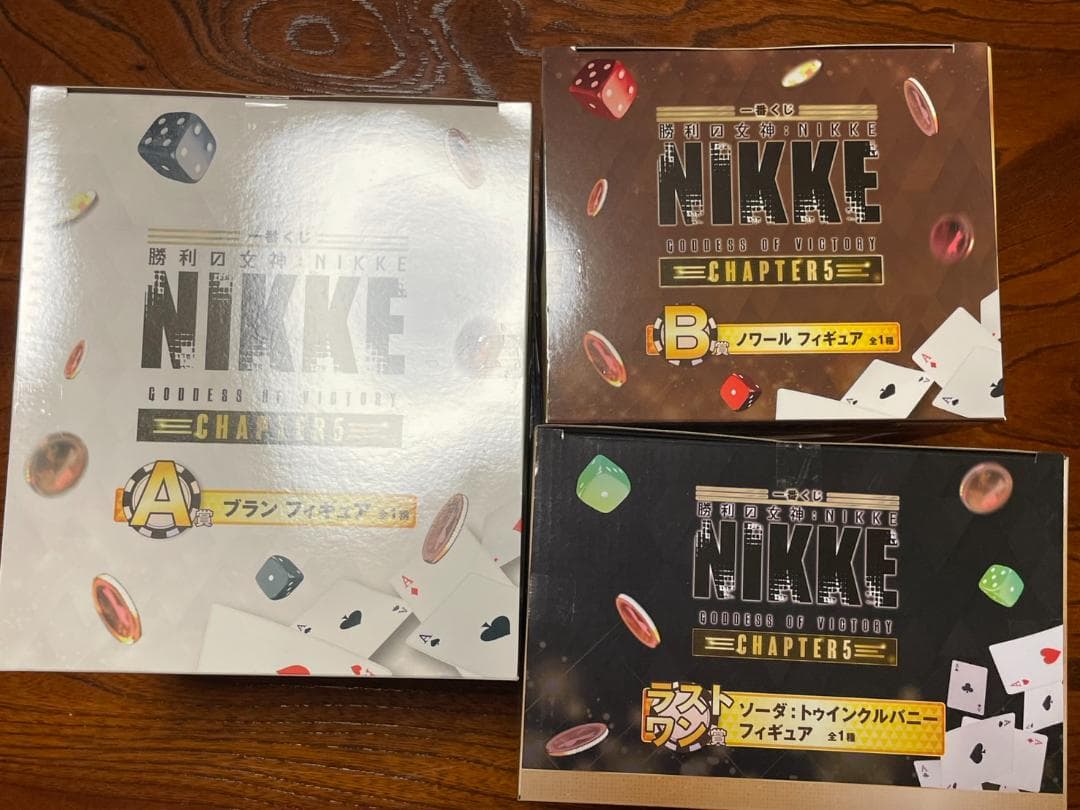 一番くじ
勝利の女神:NIKKE
NIKKE
GODDESS OF VICTORY
CHAPTER5
A賞
ブラン フィギュア 全1種
一番くじ
勝利の女神:NIKKE
NIKKE
GODDESS OF VICTORY
CHAPTER5
B賞
ノワール フィギュア 全1種
一番くじ
勝利の女神:NIKKE
NIKKE
GODDESS OF VICTORY
CHAPTER5
ラスト
ワン賞
ソーダ:トゥインクルバニー
フィギュア 全1種